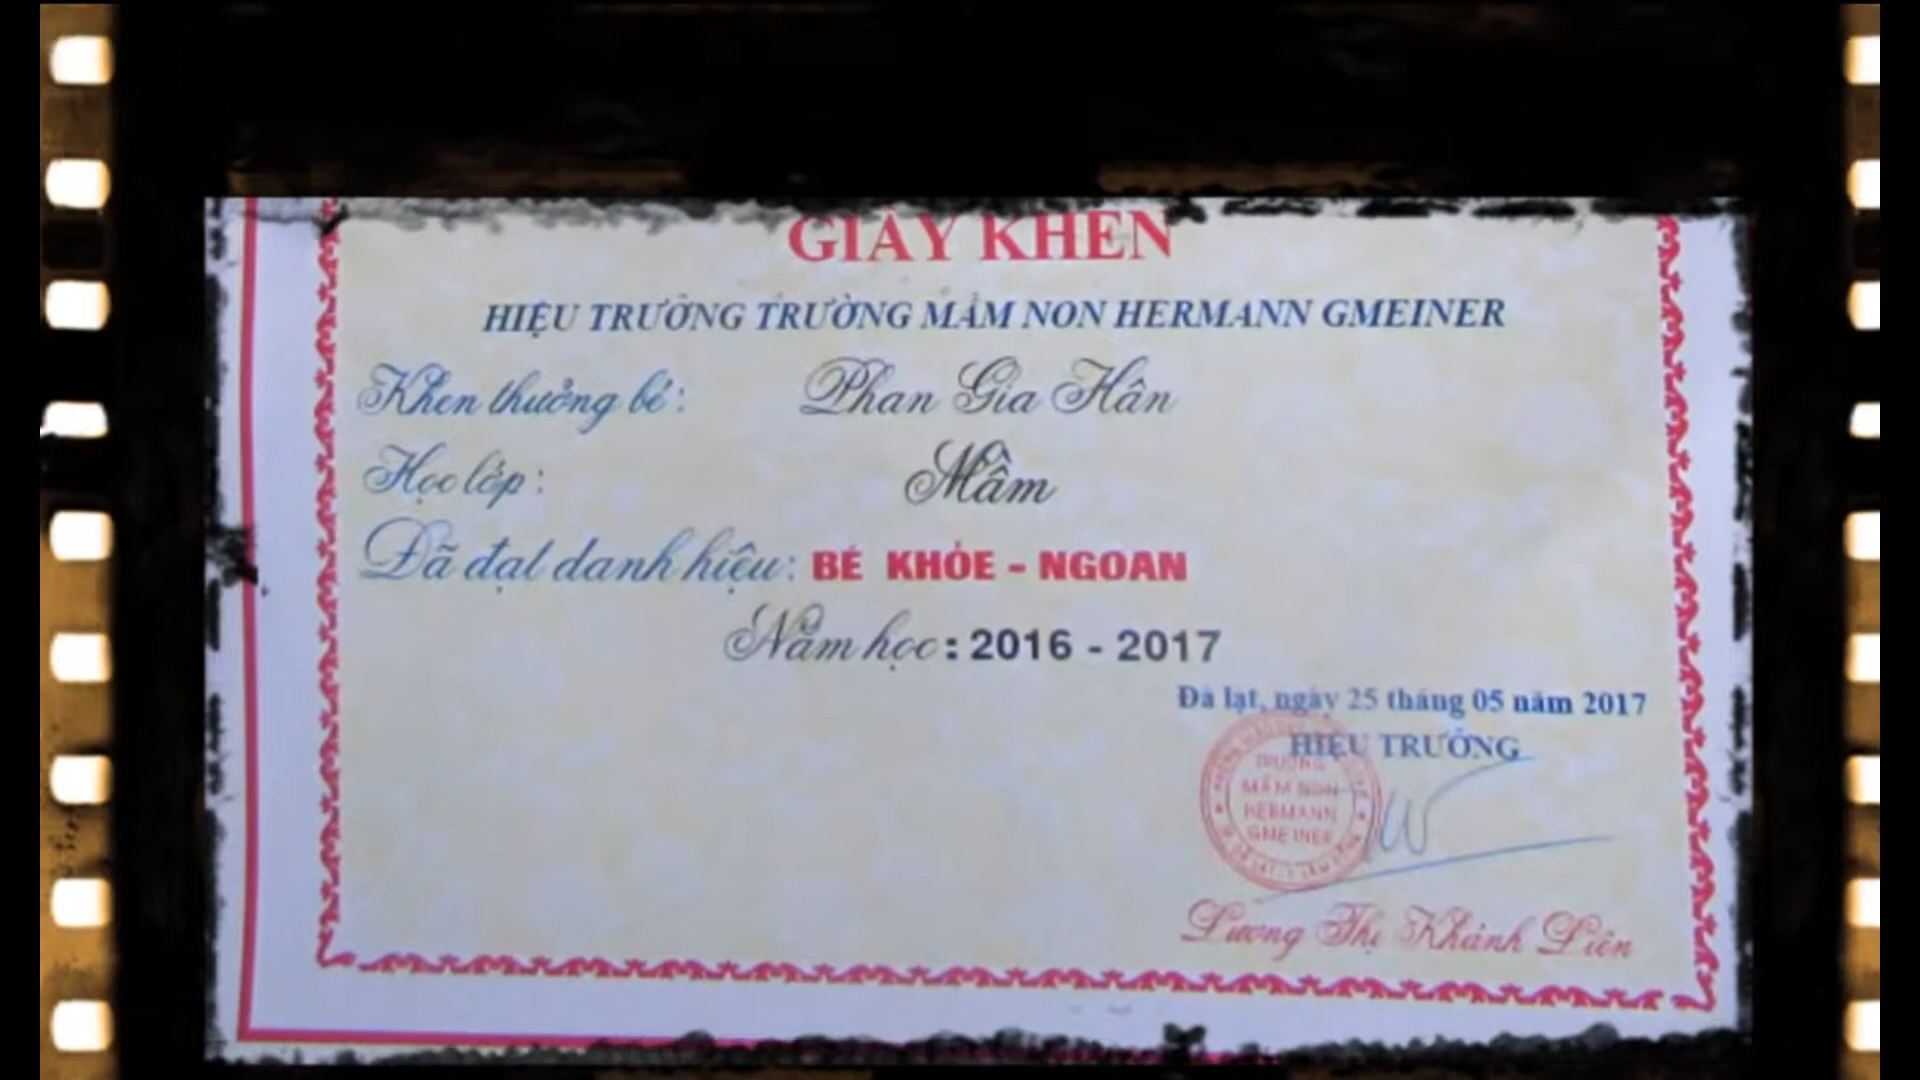 GIẤY KHEN
HIỆU TRƯỞNG TRƯỜNG MẦM NON HERMANN GMEINER
Khen thưởng bé: Phan Gia Hân
Học lớp: Mầm
Đã đạt danh hiệu: BÉ KHỎE - NGOAN
Năm học: 2016 - 2017
Đà lạt, ngày 25 tháng 05 năm 2017
HIỆU TRƯỞNG
TRƯỜNG
MẦM NON
HERMANN
GMEINER
Lương Thị Khánh Liên